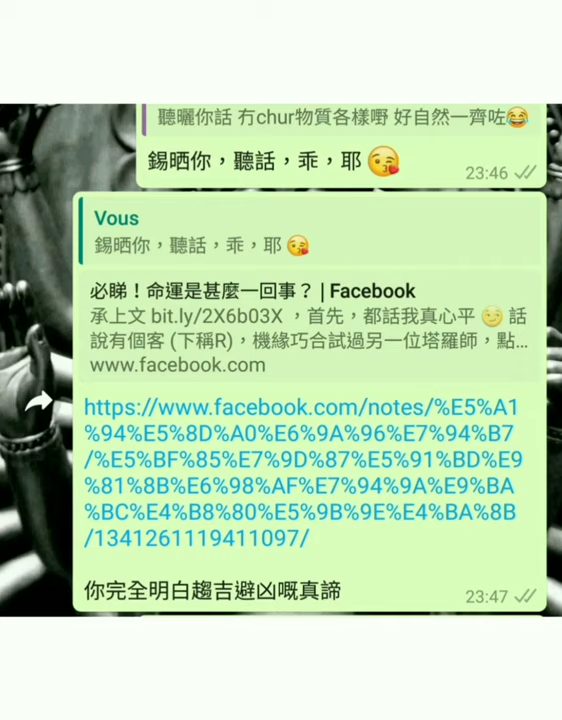 聽曬你話 冇chur物質各樣嘢 好自然一齊咗😂
錫晒你，聽話，乖，耶 😘
23:46
Vous
錫晒你，聽話，乖，耶 😘
必睇！命運是甚麼一回事？ | Facebook
承上文 bit.ly/2X6b03X ，首先，都話我真心平 😏 話
說有個客 (下稱R)，機緣巧合試過另一位塔羅師，點...
www.facebook.com
https://www.facebook.com/notes/%E5%A1
%94%E5%8D%A0%E6%9A%96%E7%94%B7
/%E5%BF%85%E7%9D%87%E5%91%BD%E9
%81%8B%E6%98%AF%E7%94%9A%E9%BA
%BC%E4%B8%80%E5%9B%9E%E4%BA%8B
/1341261119411097/
你完全明白趨吉避凶嘅真諦
23:47